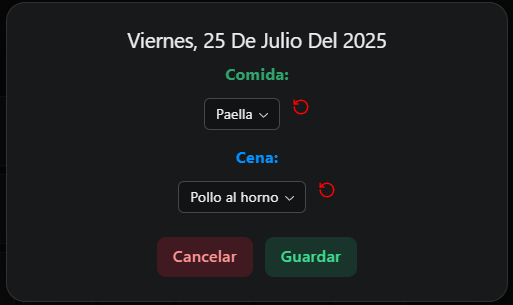 Viernes, 25 De Julio Del 2025
Comida:
Paella
Cena:
Pollo al horno
Cancelar Guardar